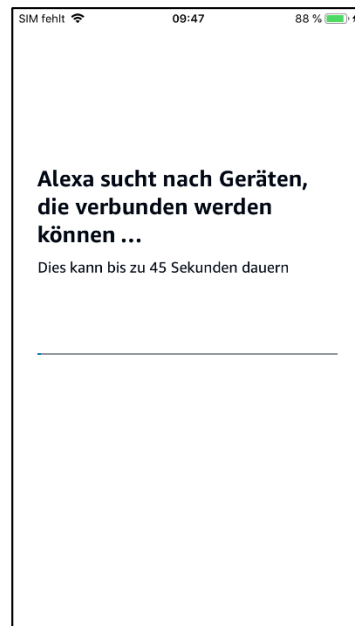 SIM fehlt 09:47 88 %
Alexa sucht nach Geräten,
die verbunden werden
können ...
Dies kann bis zu 45 Sekunden dauern